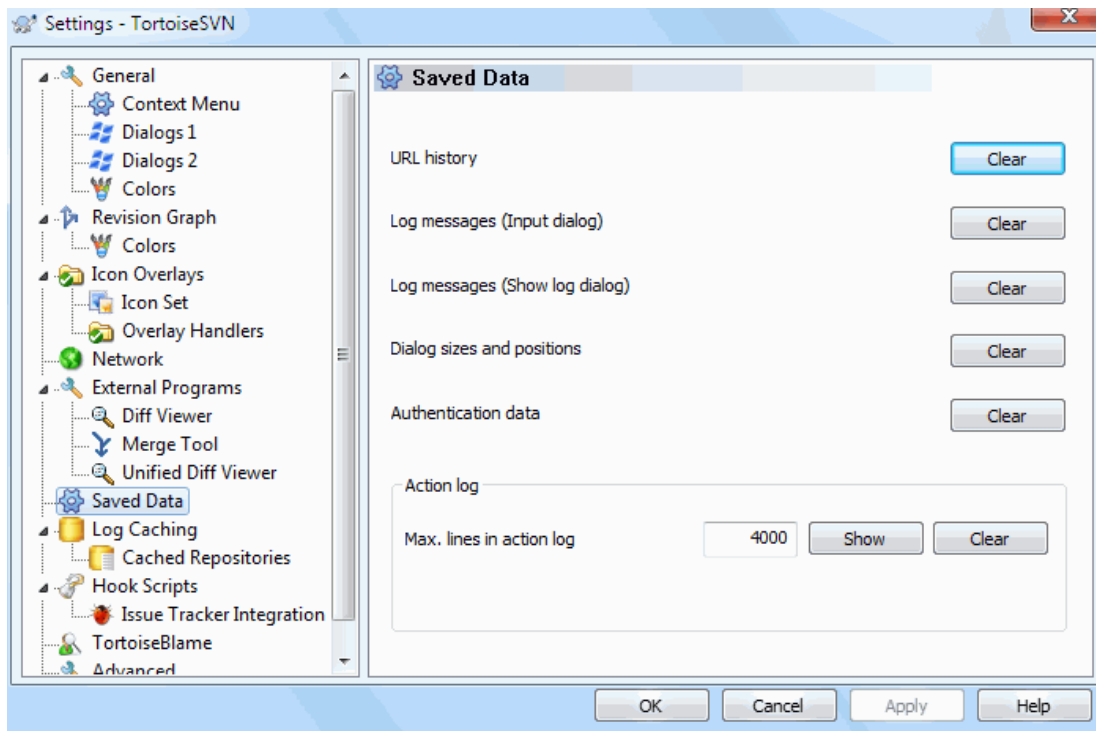 Settings - TortoiseSVN
General
Context Menu
Dialogs 1
Dialogs 2
Colors
Revision Graph
Colors
Icon Overlays
Icon Set
Overlay Handlers
Network
External Programs
Diff Viewer
Merge Tool
Unified Diff Viewer
Saved Data
Log Caching
Cached Repositories
Hook Scripts
Issue Tracker Integration
TortoiseBlame
Advanced
Saved Data
URL history Clear
Log messages (Input dialog) Clear
Log messages (Show log dialog) Clear
Dialog sizes and positions Clear
Authentication data Clear
Action log
Max. lines in action log 4000 Show Clear
OK Cancel Apply Help